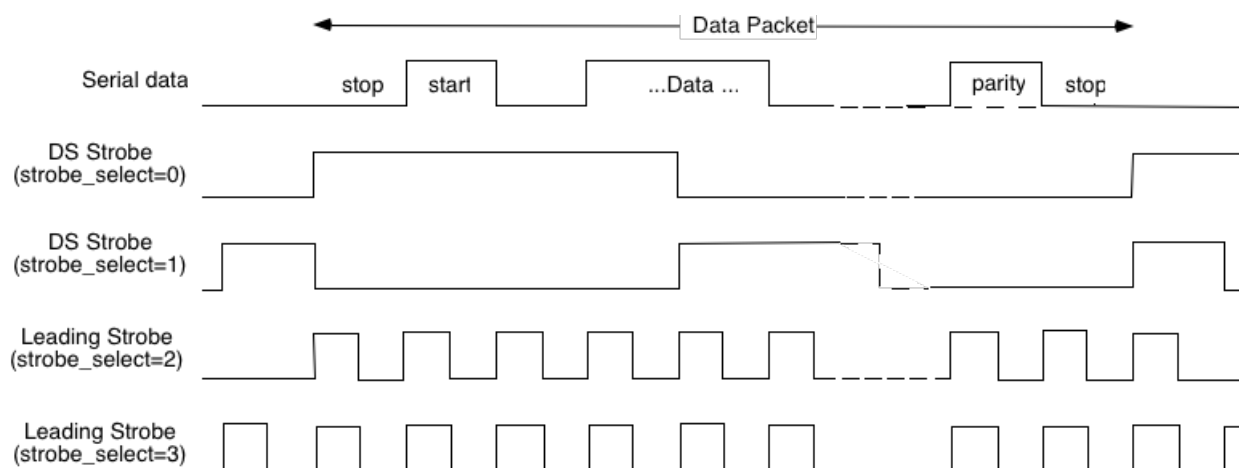 Data Packet
Serial data
stop
start
...Data ...
parity
stop
DS Strobe
(strobe_select=0)
DS Strobe
(strobe_select=1)
Leading Strobe
(strobe_select=2)
Leading Strobe
(strobe_select=3)